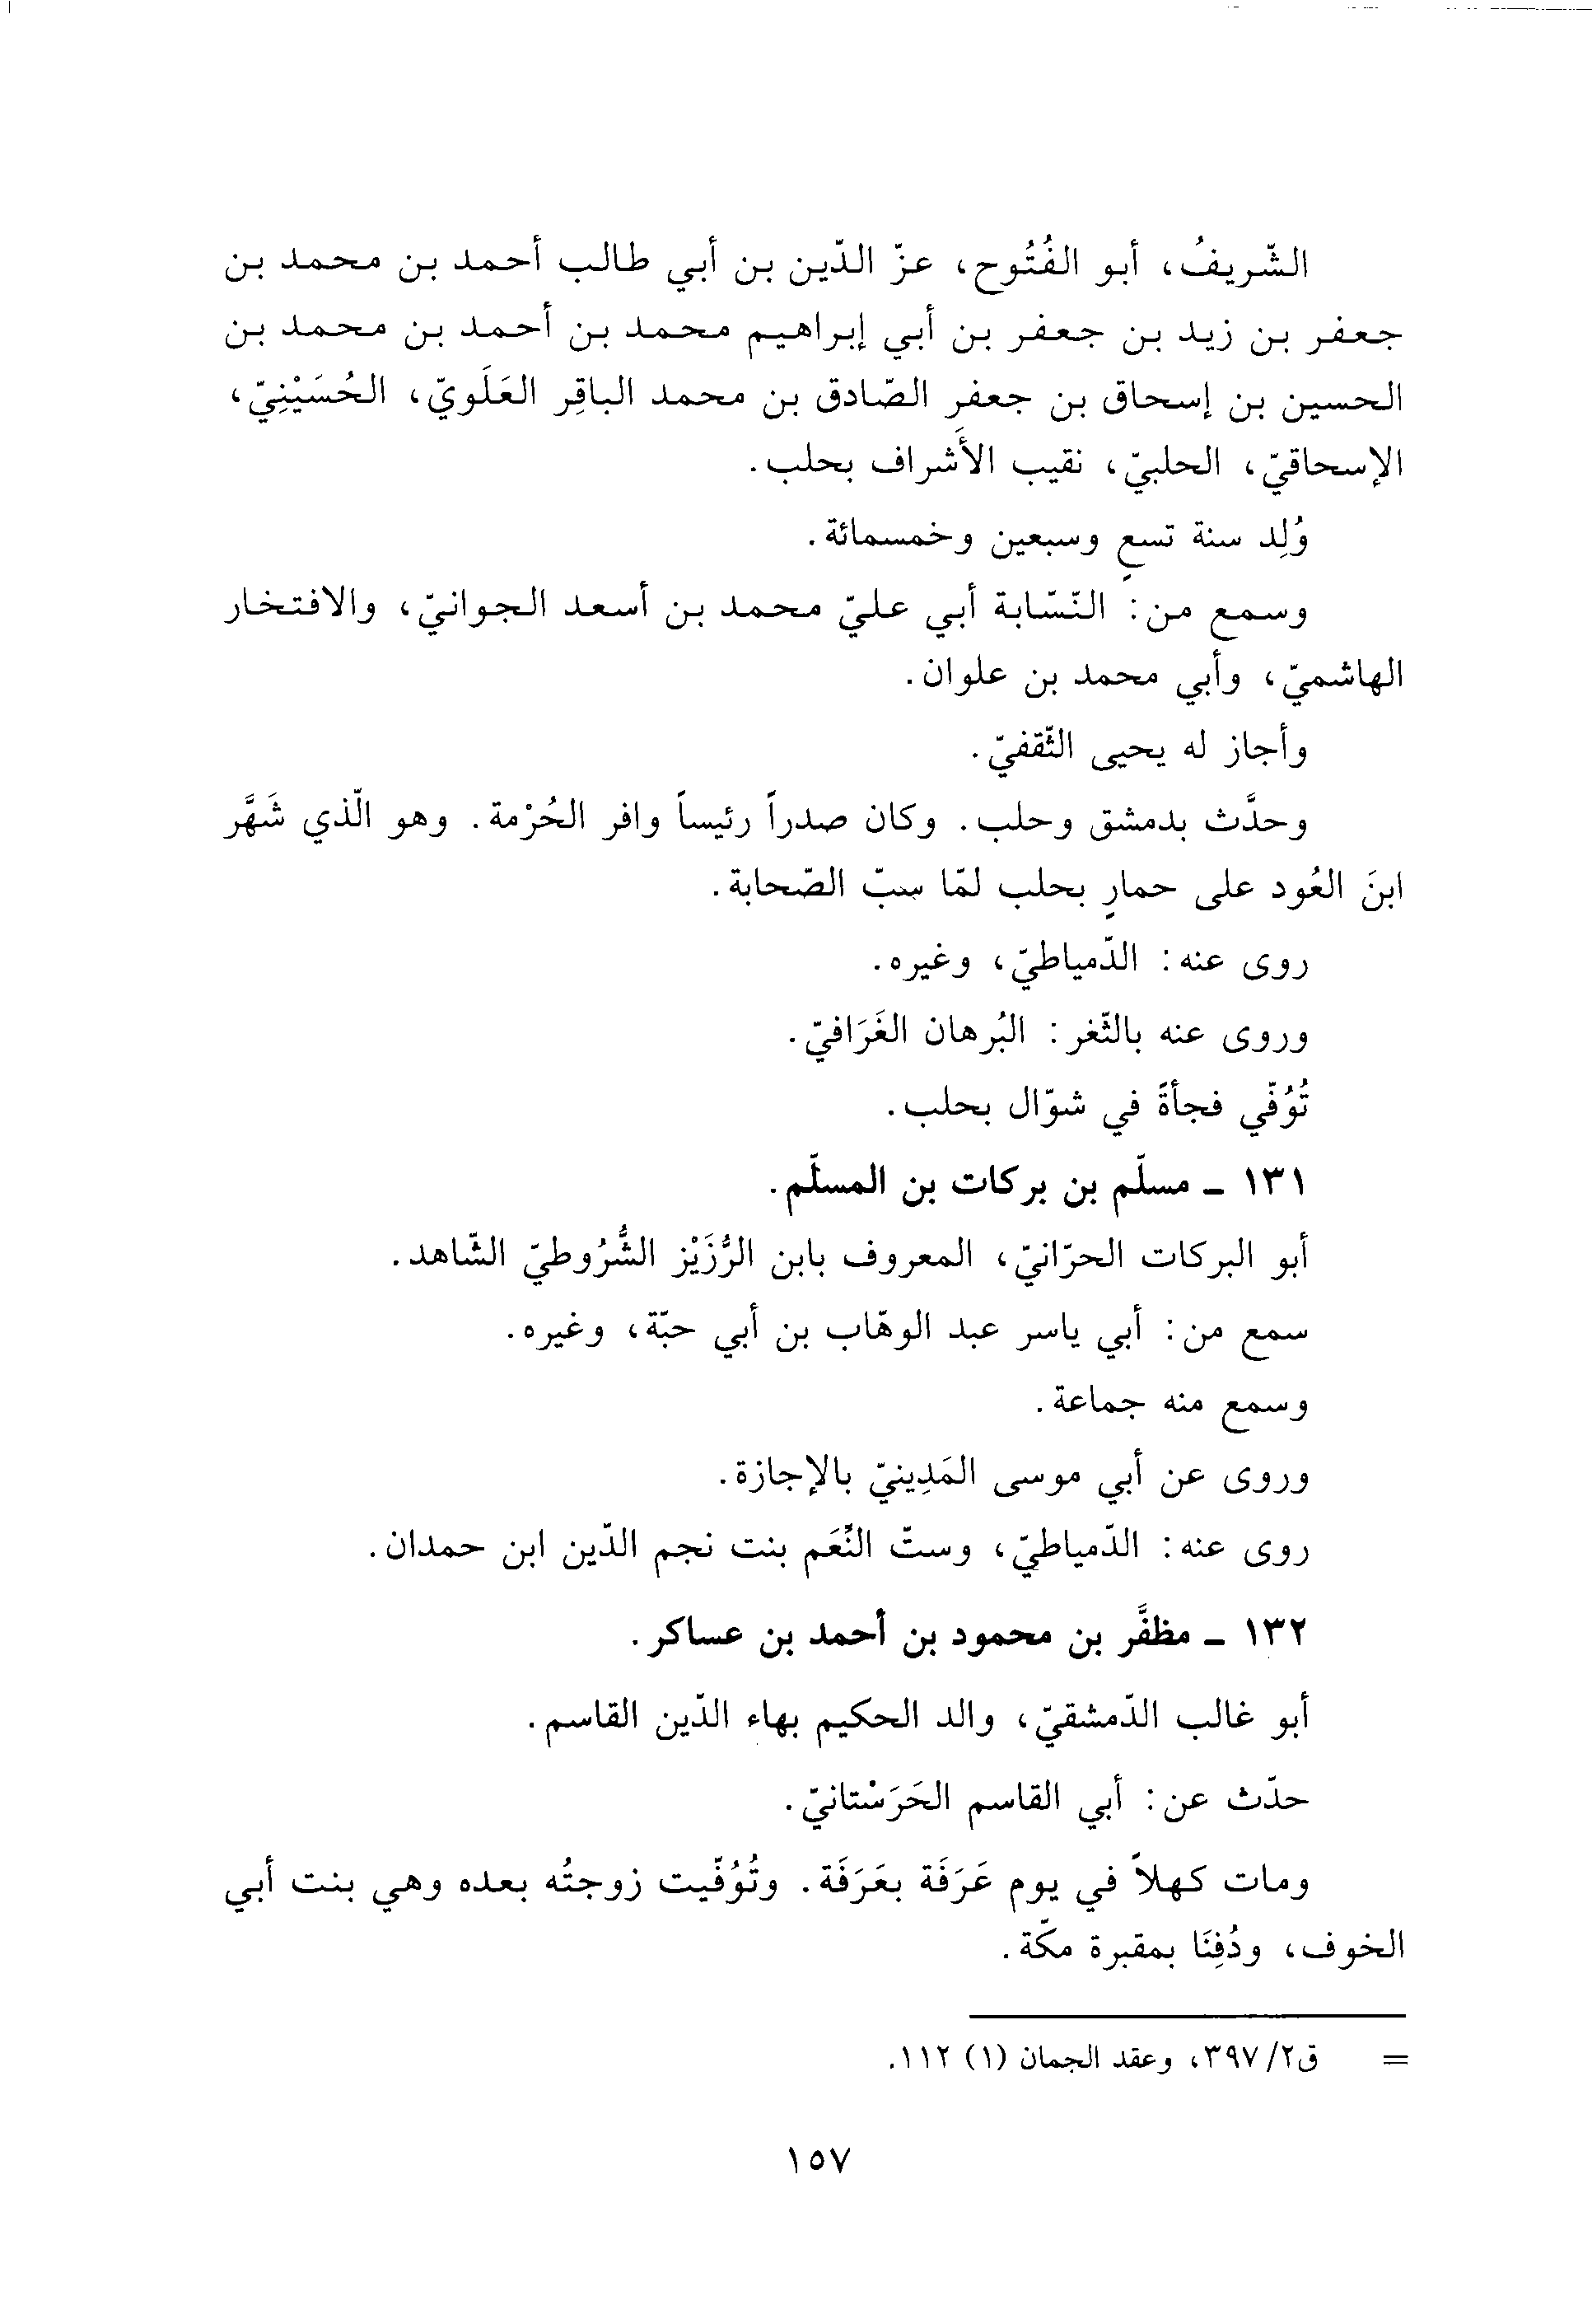 الشّريفُ، أبو الفُتُوح، عزّ الدّين بن أبي طالب أحمد بن محمد بن
جعفر بن زيد بن جعفر بن أبي إبراهيم محمد بن أحمد بن محمد بن
الحسين بن إسحاق بن جعفر الصّادق بن محمد الباقِر العَلَويّ، الحُسَيْنِيّ،
الإسحاقيّ، الحلبيّ، نقيب الأَشراف بحلب.
وُلِد سنة تسعٍ وسبعين وخمسمائة.
وسمع من: النّسّابة أبي عليّ محمد بن أسعد الجوانيّ، والافتخار
الهاشميّ، وأبي محمد بن علوان.
وأجاز له يحيى الثّقفيّ.
وحدَّث بدمشق وحلب. وكان صدراً رئيساً وافر الحُرْمة. وهو الّذي شَهَّر
ابنَ العُود على حمارٍ بحلب لمّا سبّ الصّحابة.
روى عنه: الدّمياطيّ، وغيره.
وروى عنه بالثّغر: البُرهان الغَرَافيّ.
تُوُفّي فجأةً في شوّال بحلب.
١٣١ ـ مسلّم بن بركات بن المسلّم.
أبو البركات الحرّانيّ، المعروف بابن الرُّزَيْز الشُّرُوطيّ الشّاهد.
سمع من: أبي ياسر عبد الوهّاب بن أبي حبّة، وغيره.
وسمع منه جماعة.
وروى عن أبي موسى المَدِينيّ بالإجازة.
روى عنه: الدّمياطيّ، وستّ النِّعَم بنت نجم الدّين ابن حمدان.
١٣٢ ـ مظفَّر بن محمود بن أحمد بن عساكر.
أبو غالب الدّمشقيّ، والد الحكيم بهاء الدّين القاسم.
حدّث عن: أبي القاسم الحَرَسْتانيّ.
ومات كهلاً في يوم عَرَفَة بعَرَفَة. وتُوُفّيت زوجتُه بعده وهي بنت أبي
الخوف، ودُفِنَا بمقبرة مكّة.
= ق٢/ ٣٩٧، وعقد الجمان (١) ١١٢.
١٥٧